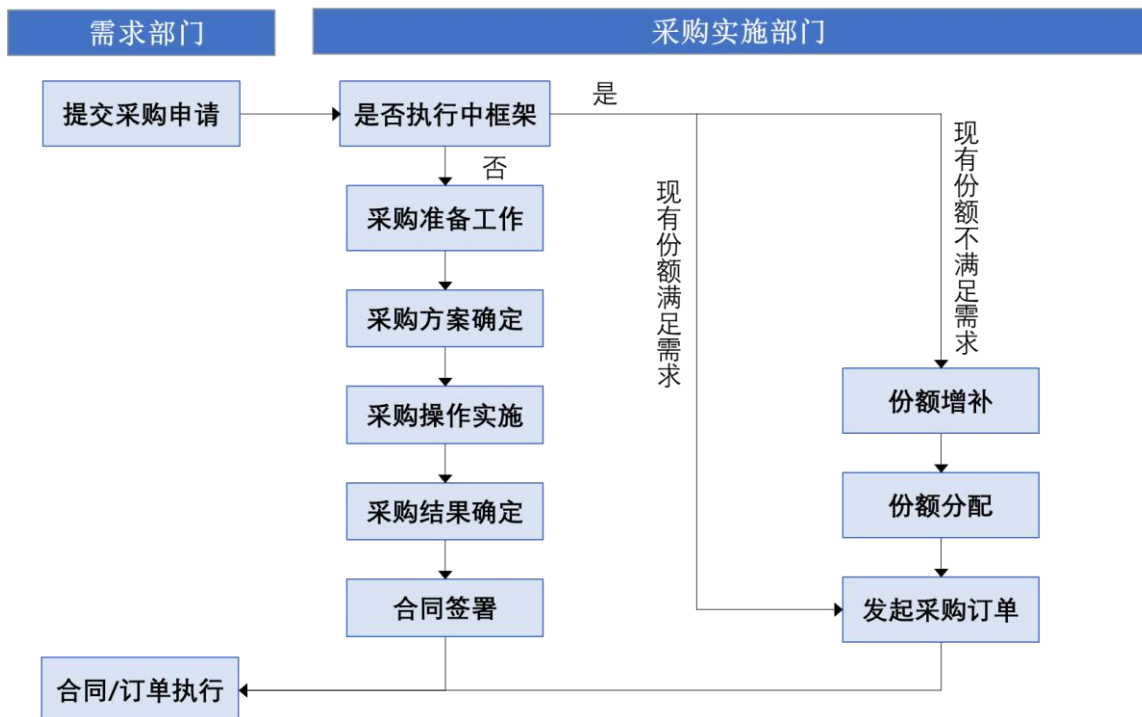 需求部门
采购实施部门
提交采购申请
是否执行中框架
是
否
现有份额满足需求
现有份额不满足需求
采购准备工作
采购方案确定
采购操作实施
份额增补
采购结果确定
份额分配
合同签署
发起采购订单
合同/订单执行